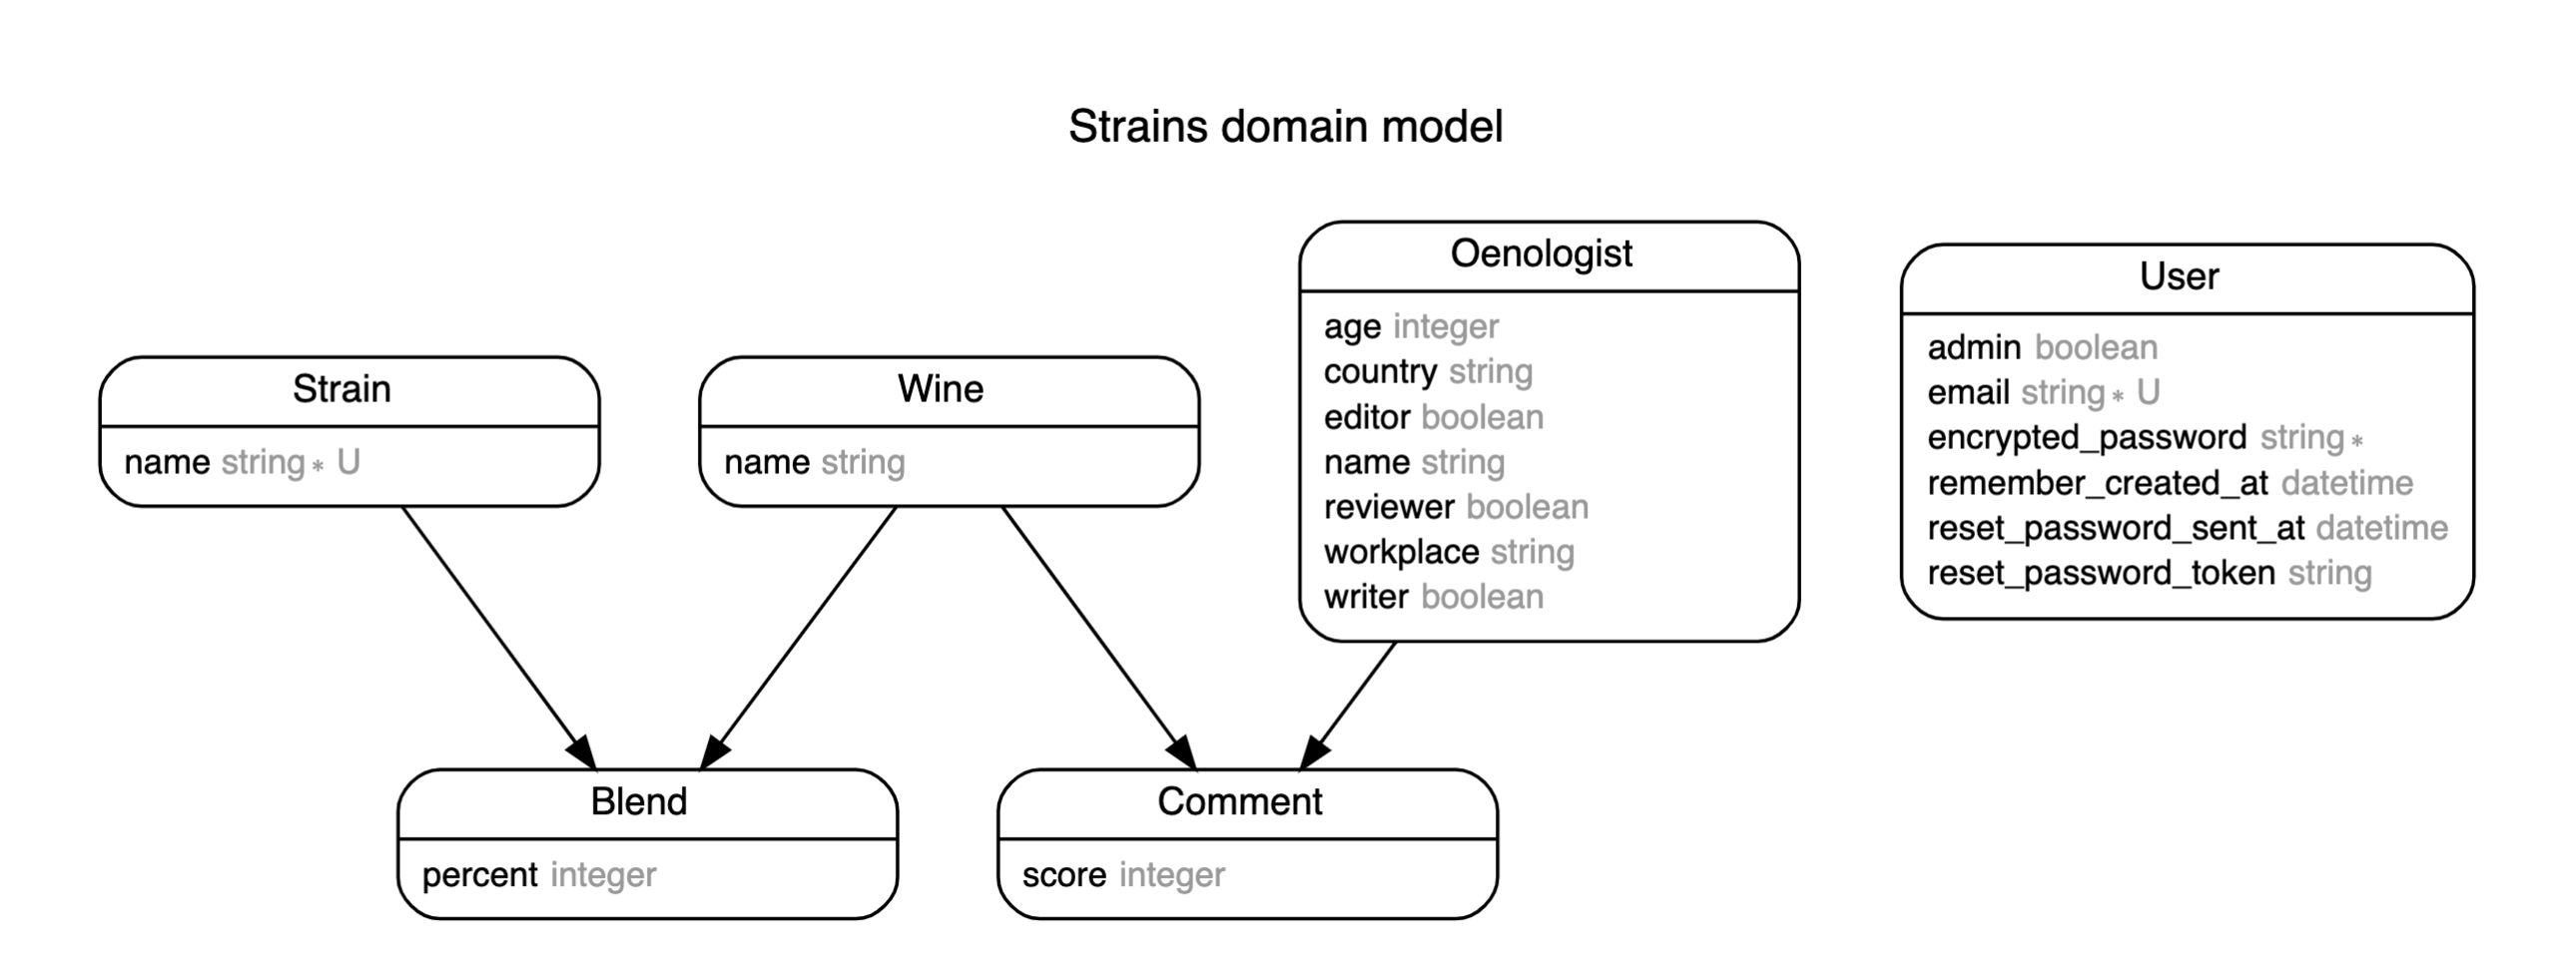 Strains domain model
Strain
name string∗ U
Wine
name string
Oenologist
age integer
country string
editor boolean
name string
reviewer boolean
workplace string
writer boolean
User
admin boolean
email string∗ U
encrypted_password string∗
remember_created_at datetime
reset_password_sent_at datetime
reset_password_token string
Blend
percent integer
Comment
score integer